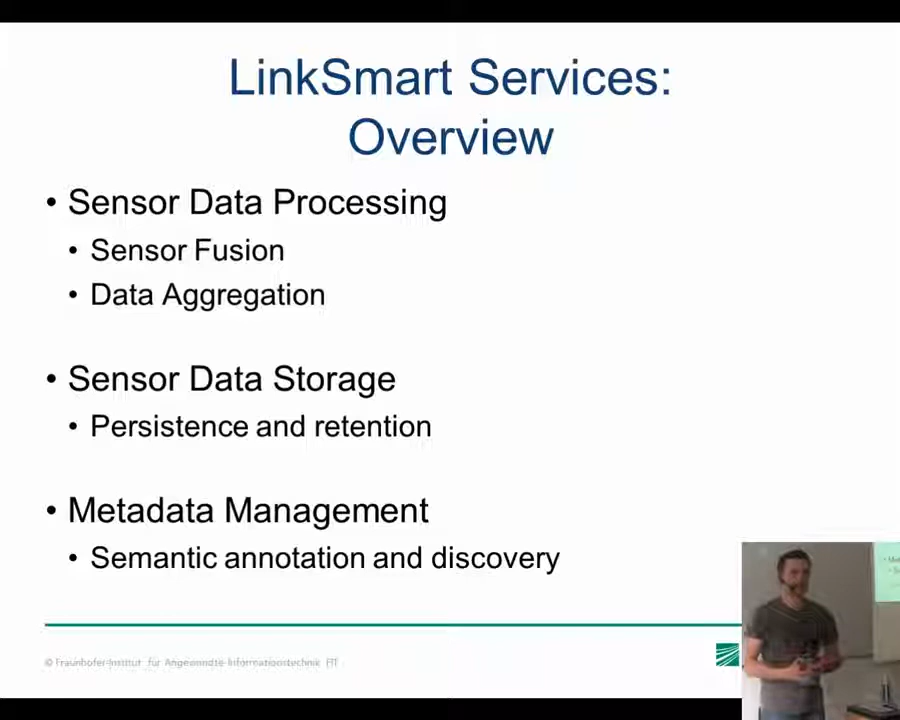 LinkSmart Services:
Overview
• Sensor Data Processing
• Sensor Fusion
• Data Aggregation
• Sensor Data Storage
• Persistence and retention
• Metadata Management
• Semantic annotation and discovery
© Fraunhofer-Institut für Angewandte Informationstechnik FIT